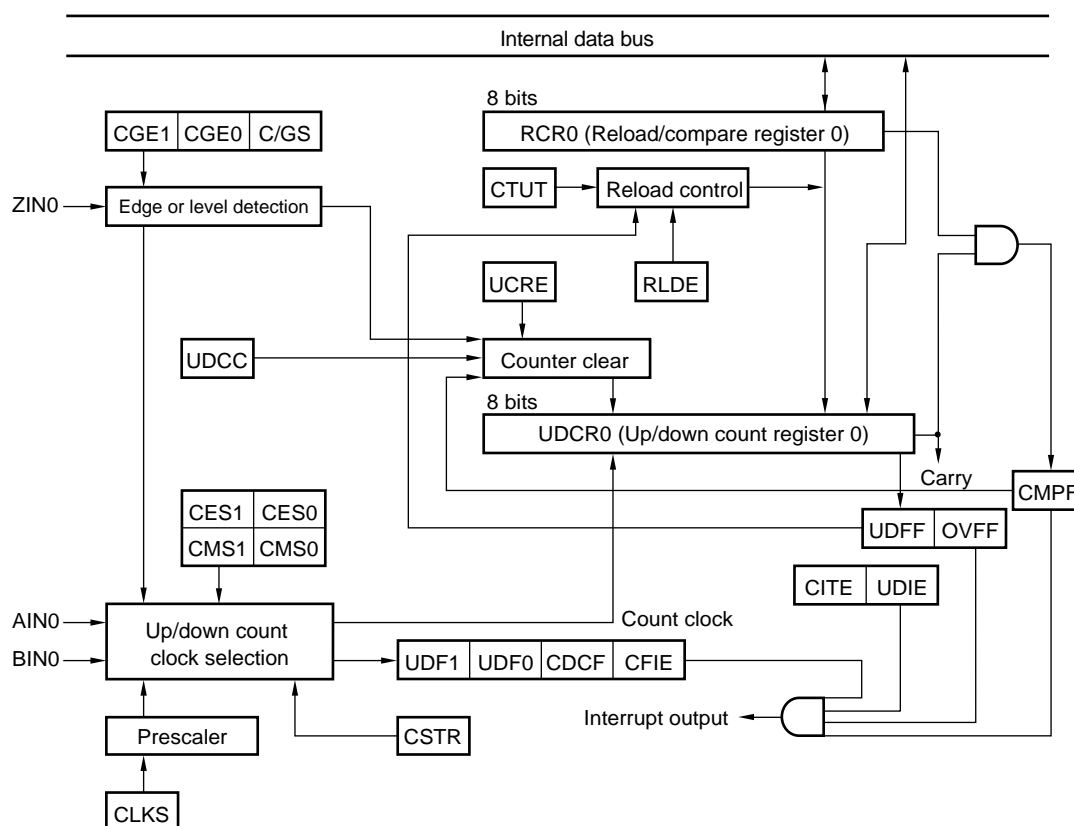 Internal data bus
8 bits
CGE1 CGE0 C/GS
RCR0 (Reload/compare register 0)
CTUT
Reload control
ZIN0
Edge or level detection
UCRE
RLDE
UDCC
Counter clear
8 bits
UDCR0 (Up/down count register 0)
Carry
CMPF
CES1 CES0
CMS1 CMS0
UDFF OVFF
CITE UDIE
AIN0
BIN0
Up/down count
clock selection
Count clock
UDF1 UDF0 CDCF CFIE
Interrupt output
Prescaler
CSTR
CLKS